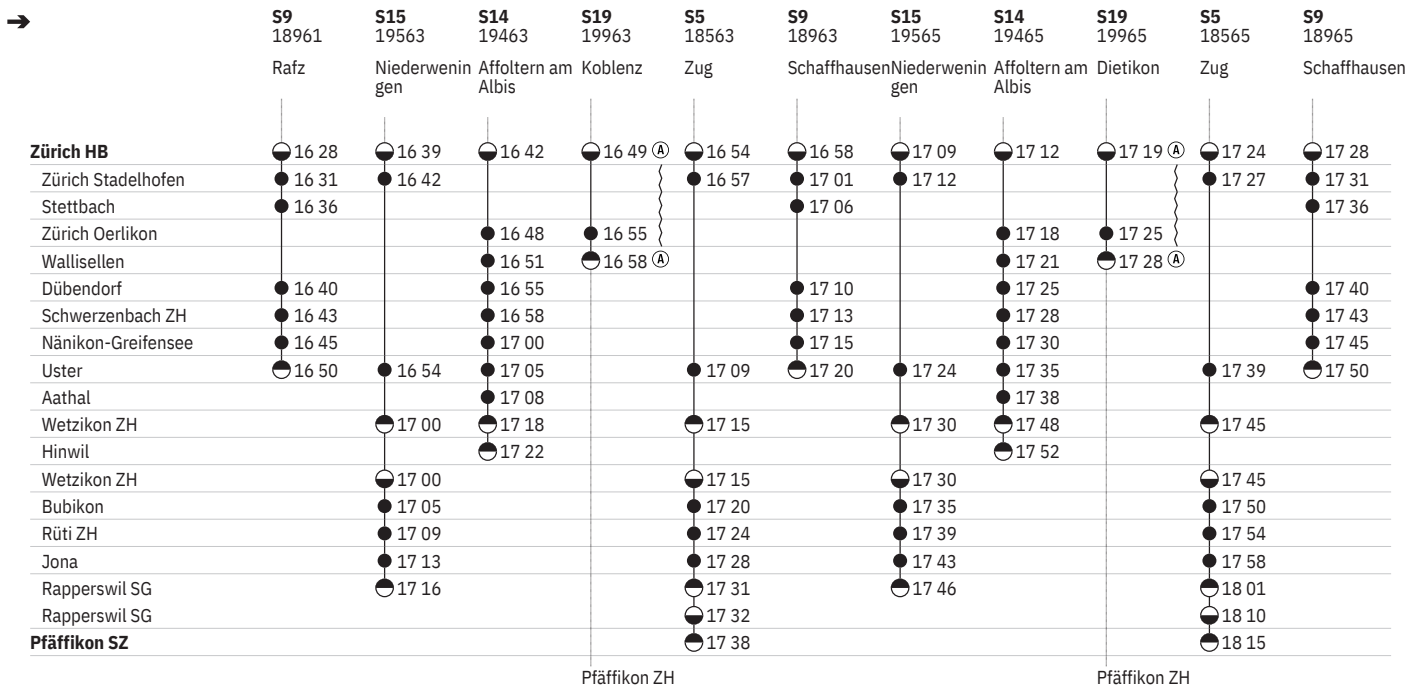 ➔ S9 S15 S14 S19 S5 S9 S15 S14 S19 S5 S9
18961 19563 19463 19963 18563 18963 19565 19465 19965 18565 18965
Rafz Niederwenin Affoltern am Koblenz Zug Schaffhausen Niederwenin Affoltern am Dietikon Zug Schaffhausen
gen Albis gen Albis
Zürich HB 16 28 16 39 16 42 16 49 A 16 54 16 58 17 09 17 12 17 19 A 17 24 17 28
Zürich Stadelhofen 16 31 16 42 16 57 17 01 17 12 17 27 17 31
Stettbach 16 36 17 06 17 36
Zürich Oerlikon 16 48 16 55 17 18 17 25
Wallisellen 16 51 16 58 A 17 21 17 28 A
Dübendorf 16 40 16 55 17 10 17 25 17 40
Schwerzenbach ZH 16 43 16 58 17 13 17 28 17 43
Nänikon-Greifensee 16 45 17 00 17 15 17 30 17 45
Uster 16 50 16 54 17 05 17 09 17 20 17 24 17 35 17 39 17 50
Aathal 17 08 17 38
Wetzikon ZH 17 00 17 18 17 15 17 30 17 48 17 45
Hinwil 17 22 17 52
Wetzikon ZH 17 00 17 15 17 30 17 45
Bubikon 17 05 17 20 17 35 17 50
Rüti ZH 17 09 17 24 17 39 17 54
Jona 17 13 17 28 17 43 17 58
Rapperswil SG 17 16 17 31 17 46 18 01
Rapperswil SG 17 32 18 10
Pfäffikon SZ 17 38 18 15
Pfäffikon ZH Pfäffikon ZH